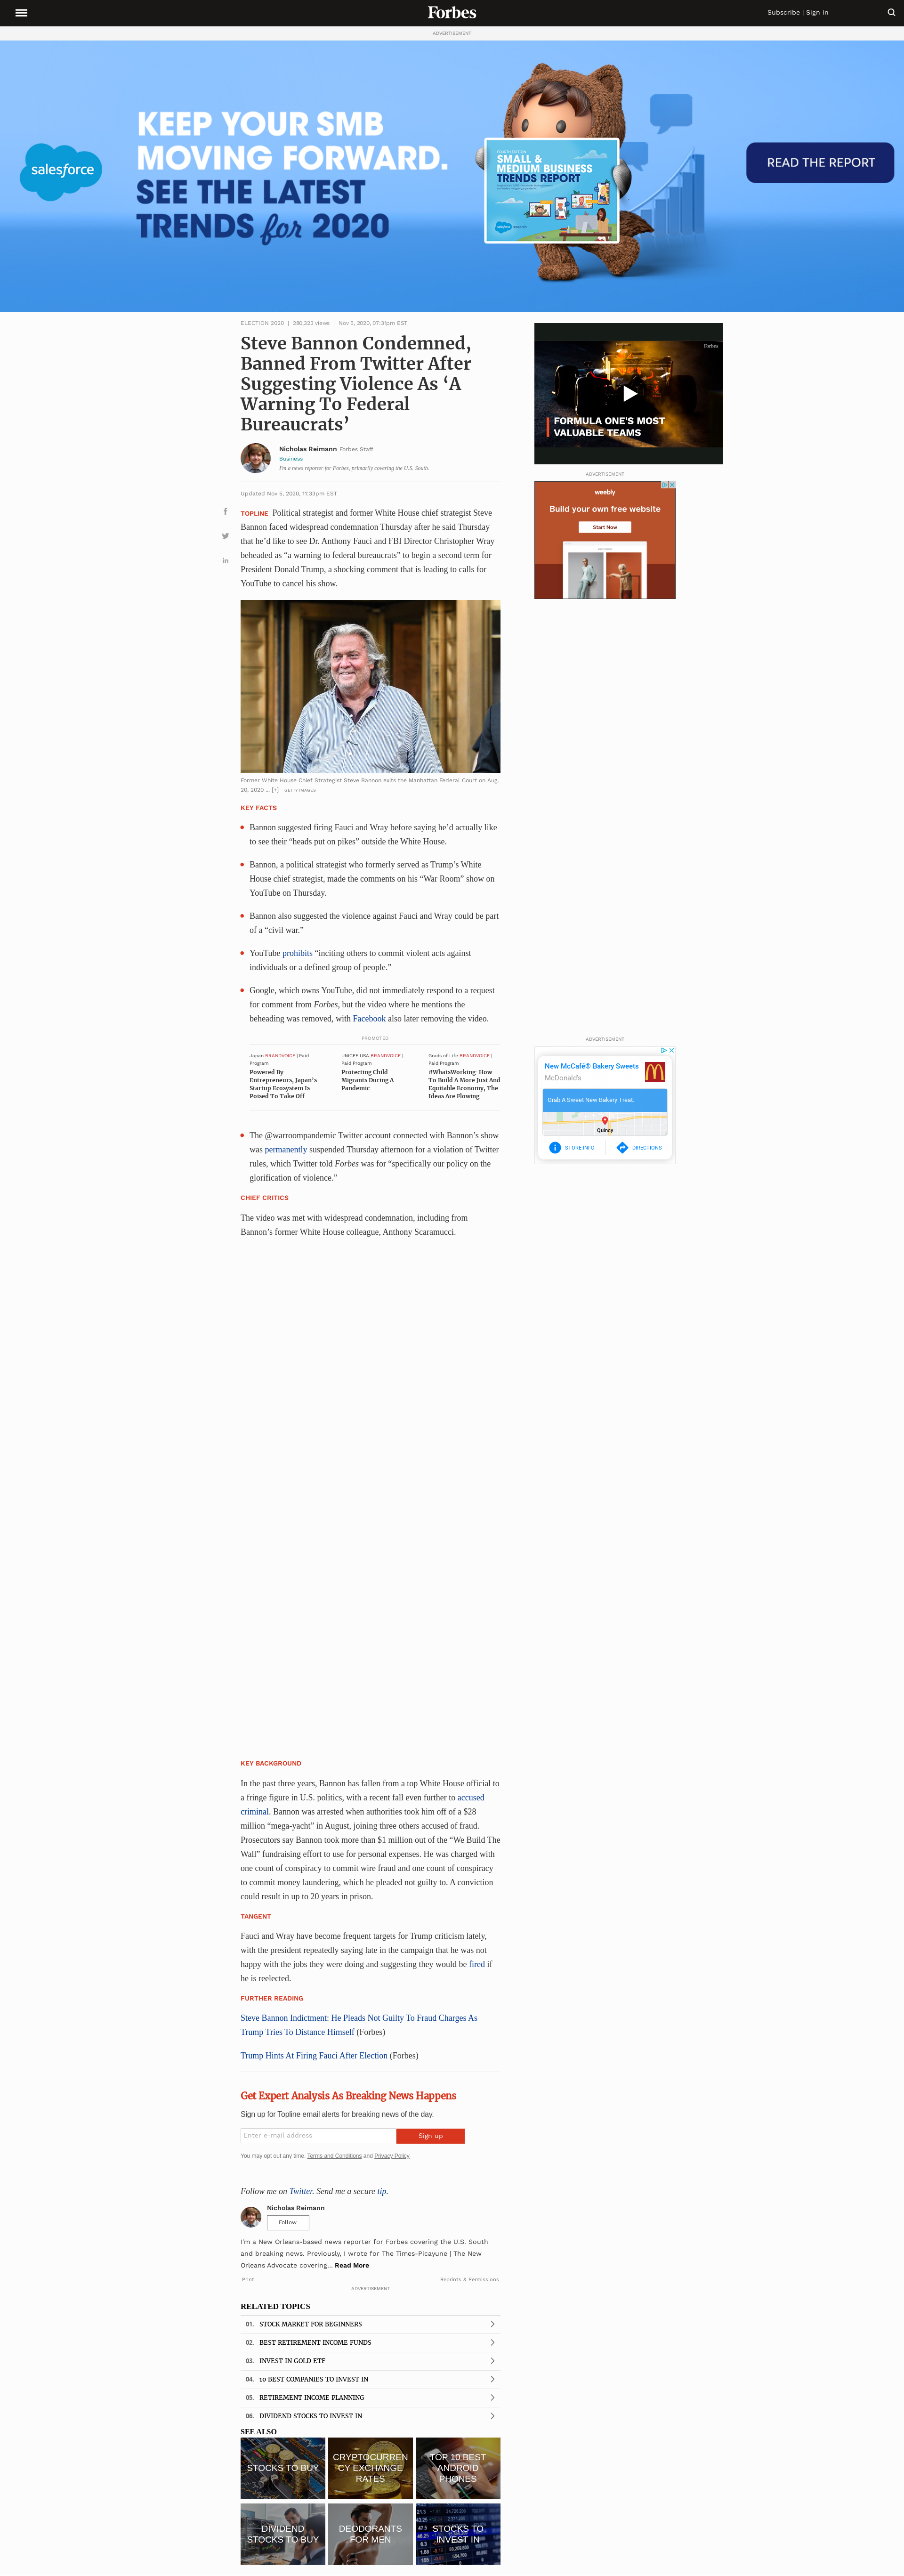 Forbes
Subscribe | Sign In
ADVERTISEMENT
salesforce
KEEP YOUR SMB
MOVING FORWARD.
SEE THE LATEST
TRENDS for 2020
SMALL &
MEDIUM BUSINESS
TRENDS REPORT
READ THE REPORT
ELECTION 2020 | 280,323 views | Nov 5, 2020, 07:31pm EST
Steve Bannon Condemned,
Banned From Twitter After
Suggesting Violence As ‘A
Warning To Federal
Bureaucrats’
Nicholas Reimann Forbes Staff
Business
I'm a news reporter for Forbes, primarily covering the U.S. South.
Updated Nov 5, 2020, 11:33pm EST
TOPLINE Political strategist and former White House chief strategist Steve
Bannon faced widespread condemnation Thursday after he said Thursday
that he’d like to see Dr. Anthony Fauci and FBI Director Christopher Wray
beheaded as “a warning to federal bureaucrats” to begin a second term for
President Donald Trump, a shocking comment that is leading to calls for
YouTube to cancel his show.
Former White House Chief Strategist Steve Bannon exits the Manhattan Federal Court on Aug.
20, 2020 ... [+] GETTY IMAGES
KEY FACTS
Bannon suggested firing Fauci and Wray before saying he’d actually like
to see their “heads put on pikes” outside the White House.
Bannon, a political strategist who formerly served as Trump’s White
House chief strategist, made the comments on his “War Room” show on
YouTube on Thursday.
Bannon also suggested the violence against Fauci and Wray could be part
of a “civil war.”
YouTube prohibits “inciting others to commit violent acts against
individuals or a defined group of people.”
Google, which owns YouTube, did not immediately respond to a request
for comment from Forbes, but the video where he mentions the
beheading was removed, with Facebook also later removing the video.
PROMOTED
Japan BRANDVOICE | Paid
Program
Powered By
Entrepreneurs, Japan’s
Startup Ecosystem Is
Poised To Take Off
UNICEF USA BRANDVOICE |
Paid Program
Protecting Child
Migrants During A
Pandemic
Grads of Life BRANDVOICE |
Paid Program
#WhatsWorking: How
To Build A More Just And
Equitable Economy, The
Ideas Are Flowing
The @warroompandemic Twitter account connected with Bannon’s show
was permanently suspended Thursday afternoon for a violation of Twitter
rules, which Twitter told Forbes was for “specifically our policy on the
glorification of violence.”
CHIEF CRITICS
The video was met with widespread condemnation, including from
Bannon’s former White House colleague, Anthony Scaramucci.
KEY BACKGROUND
In the past three years, Bannon has fallen from a top White House official to
a fringe figure in U.S. politics, with a recent fall even further to accused
criminal. Bannon was arrested when authorities took him off of a $28
million “mega-yacht” in August, joining three others accused of fraud.
Prosecutors say Bannon took more than $1 million out of the “We Build The
Wall” fundraising effort to use for personal expenses. He was charged with
one count of conspiracy to commit wire fraud and one count of conspiracy
to commit money laundering, which he pleaded not guilty to. A conviction
could result in up to 20 years in prison.
TANGENT
Fauci and Wray have become frequent targets for Trump criticism lately,
with the president repeatedly saying late in the campaign that he was not
happy with the jobs they were doing and suggesting they would be fired if
he is reelected.
FURTHER READING
Steve Bannon Indictment: He Pleads Not Guilty To Fraud Charges As
Trump Tries To Distance Himself (Forbes)
Trump Hints At Firing Fauci After Election (Forbes)
Get Expert Analysis As Breaking News Happens
Sign up for Topline email alerts for breaking news of the day.
Enter e-mail address
Sign up
You may opt out any time. Terms and Conditions and Privacy Policy
Follow me on Twitter. Send me a secure tip.
Nicholas Reimann
Follow
I'm a New Orleans-based news reporter for Forbes covering the U.S. South
and breaking news. Previously, I wrote for The Times-Picayune | The New
Orleans Advocate covering... Read More
Print
Reprints & Permissions
ADVERTISEMENT
RELATED TOPICS
01. STOCK MARKET FOR BEGINNERS
02. BEST RETIREMENT INCOME FUNDS
03. INVEST IN GOLD ETF
04. 10 BEST COMPANIES TO INVEST IN
05. RETIREMENT INCOME PLANNING
06. DIVIDEND STOCKS TO INVEST IN
SEE ALSO
STOCKS TO BUY
CRYPTOCURREN
CY EXCHANGE
RATES
TOP 10 BEST
ANDROID
PHONES
DIVIDEND
STOCKS TO BUY
DEODORANTS
FOR MEN
STOCKS TO
INVEST IN
Forbes
FORMULA ONE'S MOST
VALUABLE TEAMS
ADVERTISEMENT
weebly
Build your own free website
Start Now
ADVERTISEMENT
New McCafé® Bakery Sweets
McDonald's
Grab A Sweet New Bakery Treat.
Quincy
STORE INFO
DIRECTIONS